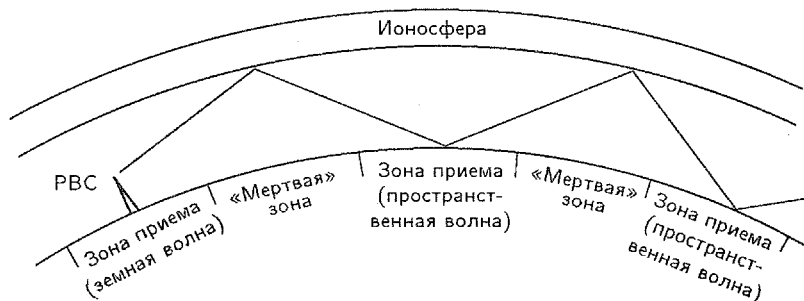 Ионосфера
РВС
Зона приема
(земная волна)
«Мертвая»
зона
Зона приема
(пространст-
венная волна)
«Мертвая»
зона
Зона приема
(пространст-
венная волна)